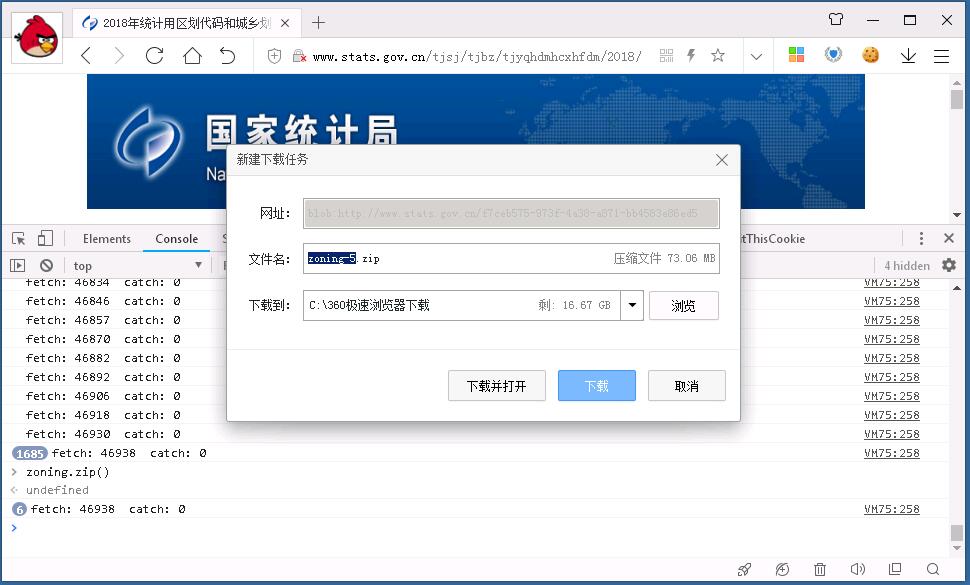 2018年统计用区划代码和城乡划
www.stats.gov.cn/tjsj/tjbz/tjyqhdmhcxhfdm/2018/
国家统计局
Na
新建下载任务
网址：
blob:http://www.stats.gov.cn/f7ceb575-973f-4a38-a871-bb4583e86ed5
文件名：
zoning-5.zip 压缩文件 73.06 MB
下载到：
C:\360极速浏览器下载 剩: 16.67 GB 浏览
下载并打开 下载 取消
Elements Console S tThisCookie
top 4 hidden
fetch: 46834 catch: 0 VM75:258
fetch: 46846 catch: 0 VM75:258
fetch: 46857 catch: 0 VM75:258
fetch: 46870 catch: 0 VM75:258
fetch: 46882 catch: 0 VM75:258
fetch: 46892 catch: 0 VM75:258
fetch: 46906 catch: 0 VM75:258
fetch: 46918 catch: 0 VM75:258
fetch: 46930 catch: 0 VM75:258
1685 fetch: 46938 catch: 0 VM75:258
> zoning.zip()
undefined
6 fetch: 46938 catch: 0 VM75:258
>